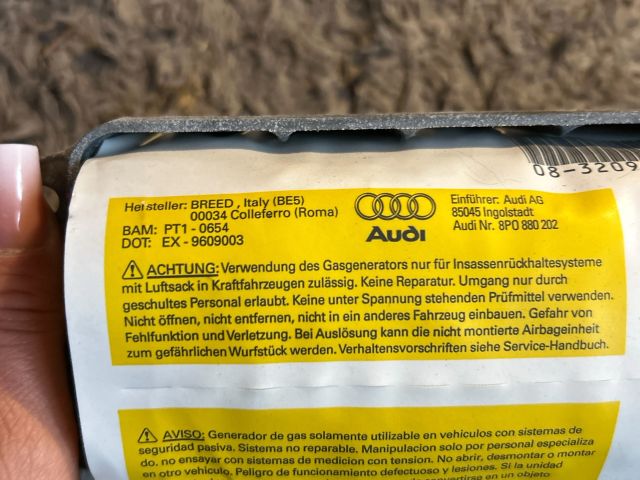 08-3209
Hersteller: BREED , Italy (BE5)
00034 Colleferro (Roma)
BAM: PT1 - 0654
DOT: EX - 9609003
Audi
Einführer: Audi AG
85045 Ingolstadt
Audi Nr. 8P0 880 202
ACHTUNG: Verwendung des Gasgenerators nur für Insassenrückhaltesysteme
mit Luftsack in Kraftfahrzeugen zulässig. Keine Reparatur. Umgang nur durch
geschultes Personal erlaubt. Keine unter Spannung stehenden Prüfmittel verwenden.
Nicht öffnen, nicht entfernen, nicht in ein anderes Fahrzeug einbauen. Gefahr von
Fehlfunktion und Verletzung. Bei Auslösung kann die nicht montierte Airbageinheit
zum gefährlichen Wurfstück werden. Verhaltensvorschriften siehe Service-Handbuch.
AVISO: Generador de gas solamente utilizable en vehiculos con sistemas de
seguridad pasiva. Sistema no reparable. Manipulacion solo por personal especializa
do. no ensayar con sistemas de medicion con tension. No abrir, desmontar o montar
en otro vehiculo. Peligro de funcionamiento defectuoso y lesiones. Si la unidad
convertirse en un objeto